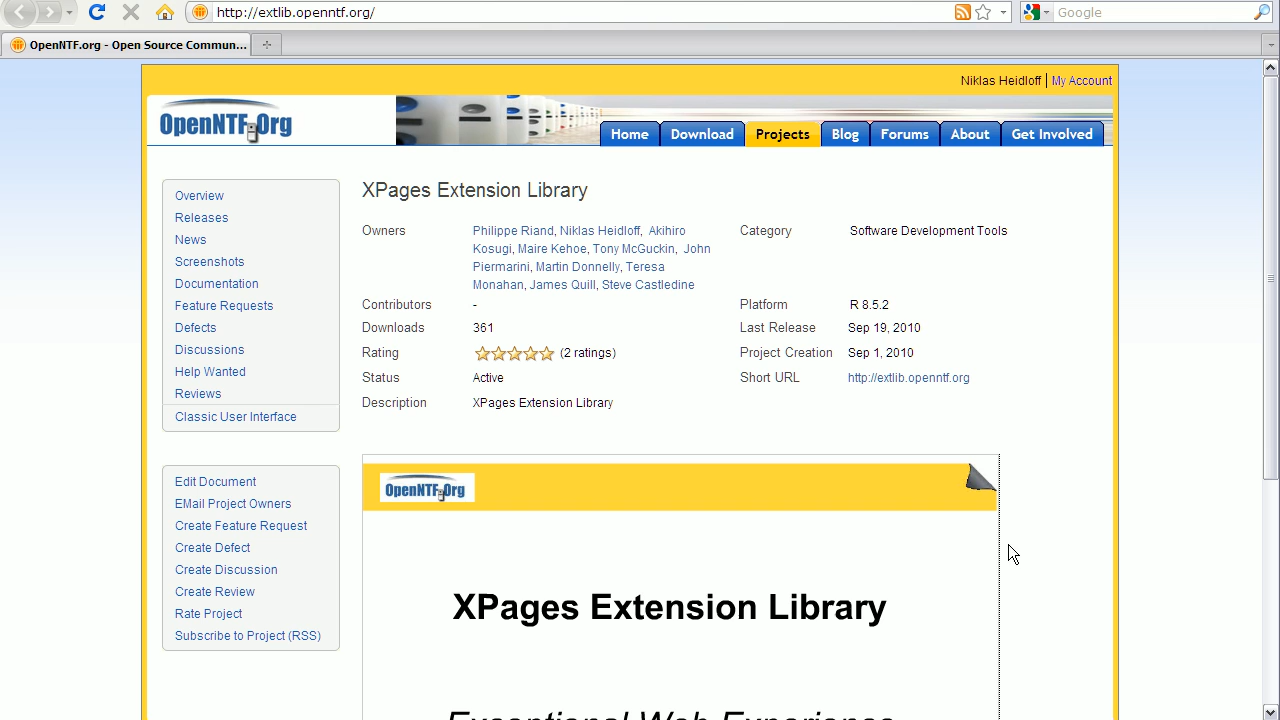 http://extlib.openntf.org/
Google
OpenNTF.org - Open Source Commun...
Niklas Heidloff | My Account
OpenNTF.Org
Home Download Projects Blog Forums About Get Involved
Overview
Releases
News
Screenshots
Documentation
Feature Requests
Defects
Discussions
Help Wanted
Reviews
Classic User Interface
Edit Document
EMail Project Owners
Create Feature Request
Create Defect
Create Discussion
Create Review
Rate Project
Subscribe to Project (RSS)
XPages Extension Library
Owners Philippe Riand, Niklas Heidloff, Akihiro
Kosugi, Maire Kehoe, Tony McGuckin, John
Piermarini, Martin Donnelly, Teresa
Monahan, James Quill, Steve Castledine
Category Software Development Tools
Contributors -
Platform R 8.5.2
Downloads 361
Last Release Sep 19, 2010
Rating (2 ratings)
Project Creation Sep 1, 2010
Status Active
Short URL http://extlib.openntf.org
Description XPages Extension Library
OpenNTF.Org
XPages Extension Library
Exceptional Web Experience